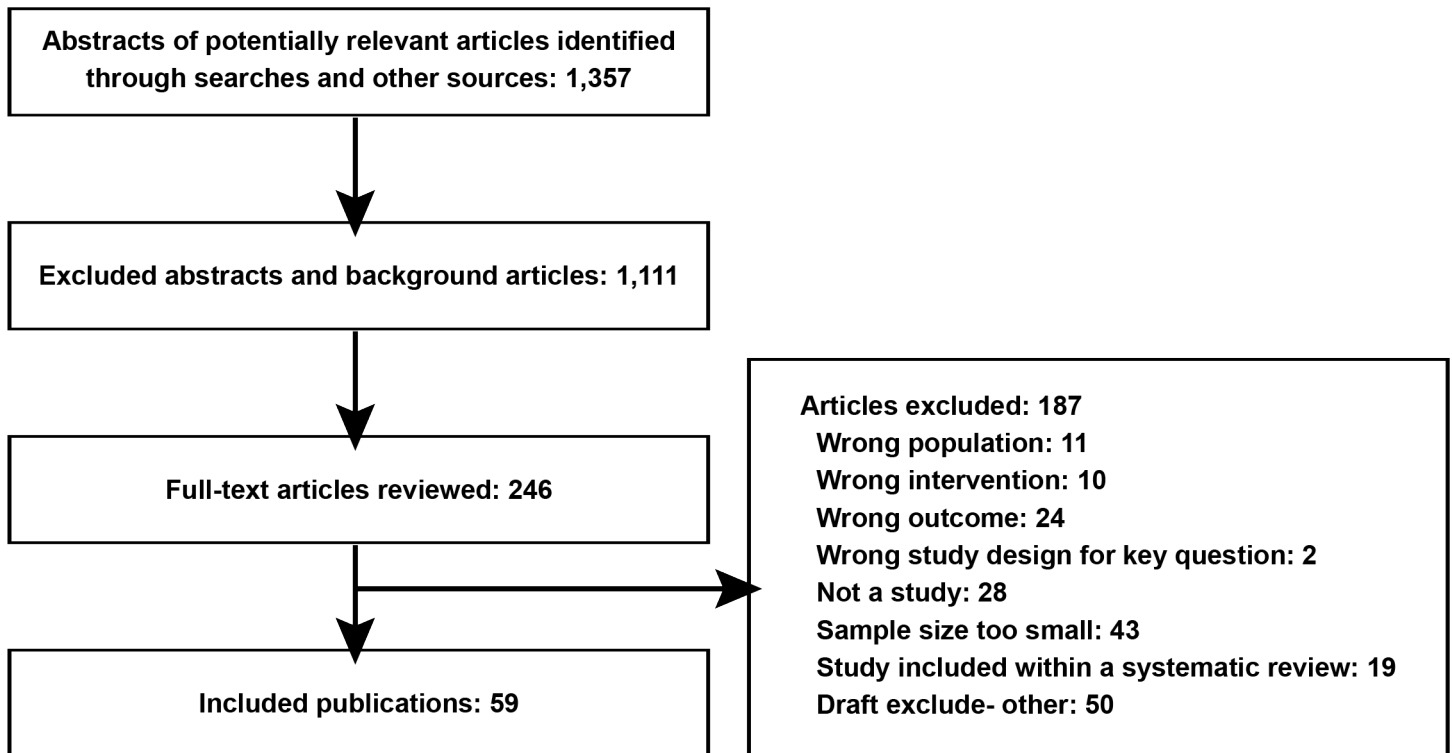 Abstracts of potentially relevant articles identified
through searches and other sources: 1,357
Excluded abstracts and background articles: 1,111
Full-text articles reviewed: 246
Articles excluded: 187
Wrong population: 11
Wrong intervention: 10
Wrong outcome: 24
Wrong study design for key question: 2
Not a study: 28
Sample size too small: 43
Study included within a systematic review: 19
Draft exclude- other: 50
Included publications: 59